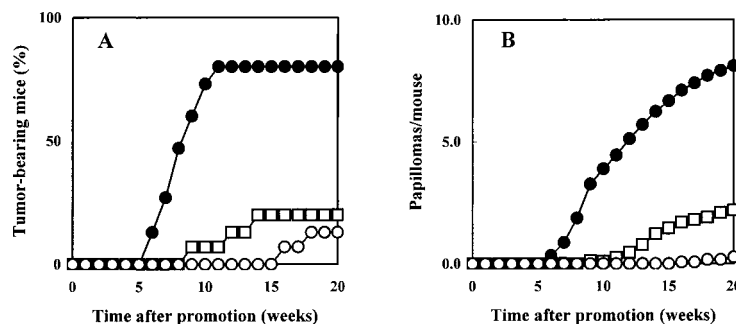 A
Tumor-bearing mice (%)
100
50
0
0
5
10
15
20
Time after promotion (weeks)
B
Papillomas/mouse
10.0
5.0
0.0
0
5
10
15
20
Time after promotion (weeks)